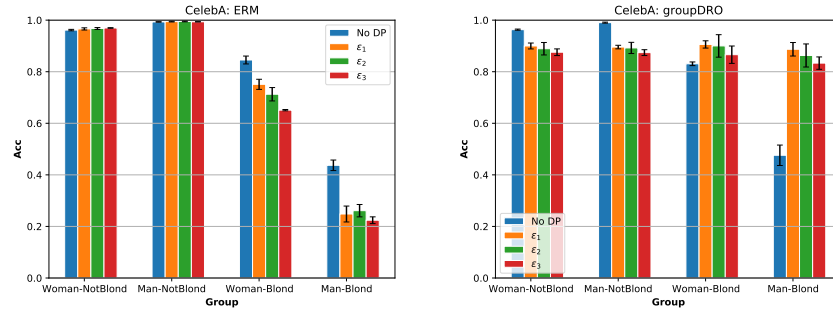 CelebA: ERM
Acc
1.0
0.8
0.6
0.4
0.2
0.0
No DP
ε1
ε2
ε3
Woman-NotBlond Man-NotBlond Woman-Blond Man-Blond
Group
CelebA: groupDRO
Acc
1.0
0.8
0.6
0.4
0.2
0.0
No DP
ε1
ε2
ε3
Woman-NotBlond Man-NotBlond Woman-Blond Man-Blond
Group